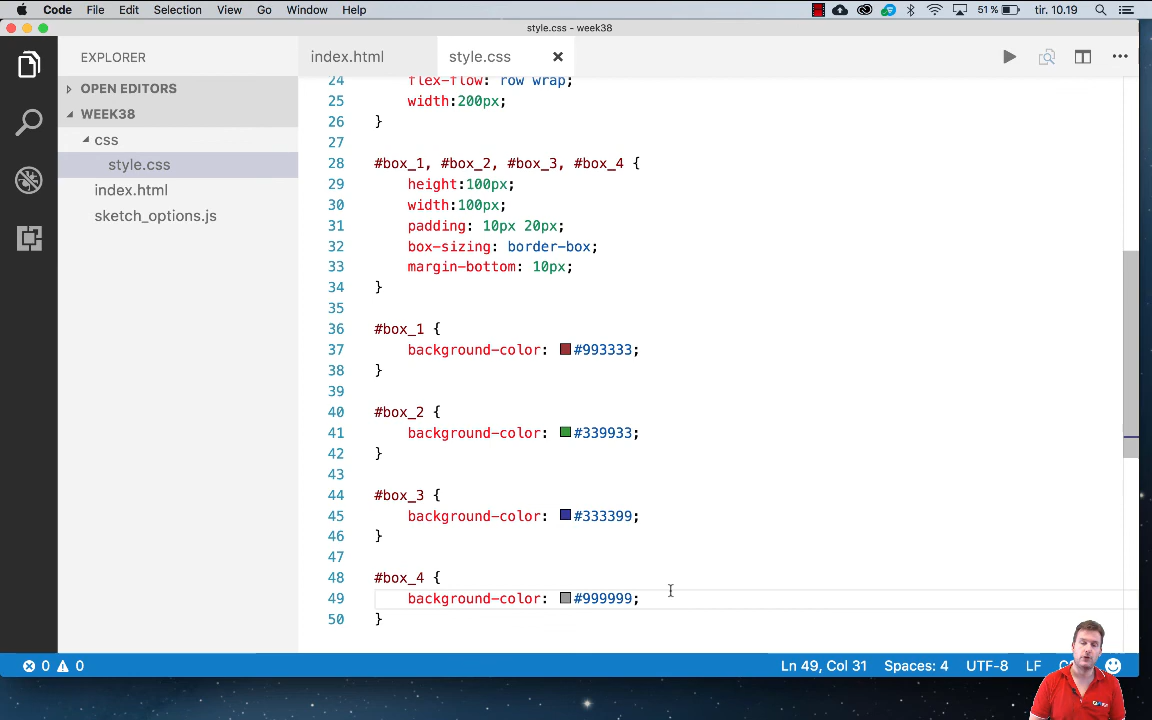 Code File Edit Selection View Go Window Help 51 % tir. 10.19
style.css - week38
EXPLORER
OPEN EDITORS
WEEK38
css
style.css
index.html
sketch_options.js
index.html style.css
24 flex-flow: row wrap;
25 width:200px;
26 }
27
28 #box_1, #box_2, #box_3, #box_4 {
29 height:100px;
30 width:100px;
31 padding: 10px 20px;
32 box-sizing: border-box;
33 margin-bottom: 10px;
34 }
35
36 #box_1 {
37 background-color: #993333;
38 }
39
40 #box_2 {
41 background-color: #339933;
42 }
43
44 #box_3 {
45 background-color: #333399;
46 }
47
48 #box_4 {
49 background-color: #999999;
50 }
0 0 Ln 49, Col 31 Spaces: 4 UTF-8 LF